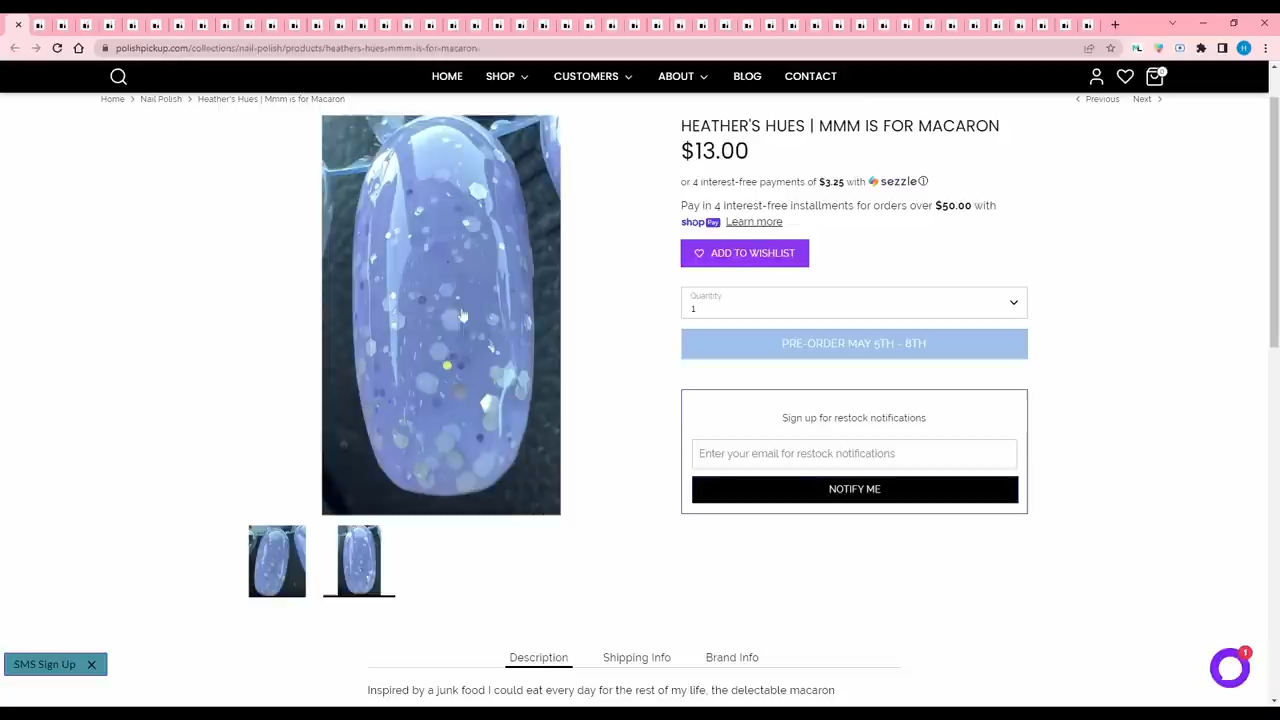 polishpickup.com/collections/nail-polish/products/heathers-hues-mmm-is-for-macaron
HOME SHOP CUSTOMERS ABOUT BLOG CONTACT
0
Home > Nail Polish > Heather's Hues | Mmm is for Macaron
< Previous Next >
HEATHER'S HUES | MMM IS FOR MACARON
$13.00
or 4 interest-free payments of $3.25 with sezzle
Pay in 4 interest-free installments for orders over $50.00 with
shop Pay Learn more
ADD TO WISHLIST
Quantity
1
PRE-ORDER MAY 5TH - 8TH
Sign up for restock notifications
Enter your email for restock notifications
NOTIFY ME
SMS Sign Up
1
Description Shipping Info Brand Info
Inspired by a junk food I could eat every day for the rest of my life, the delectable macaron